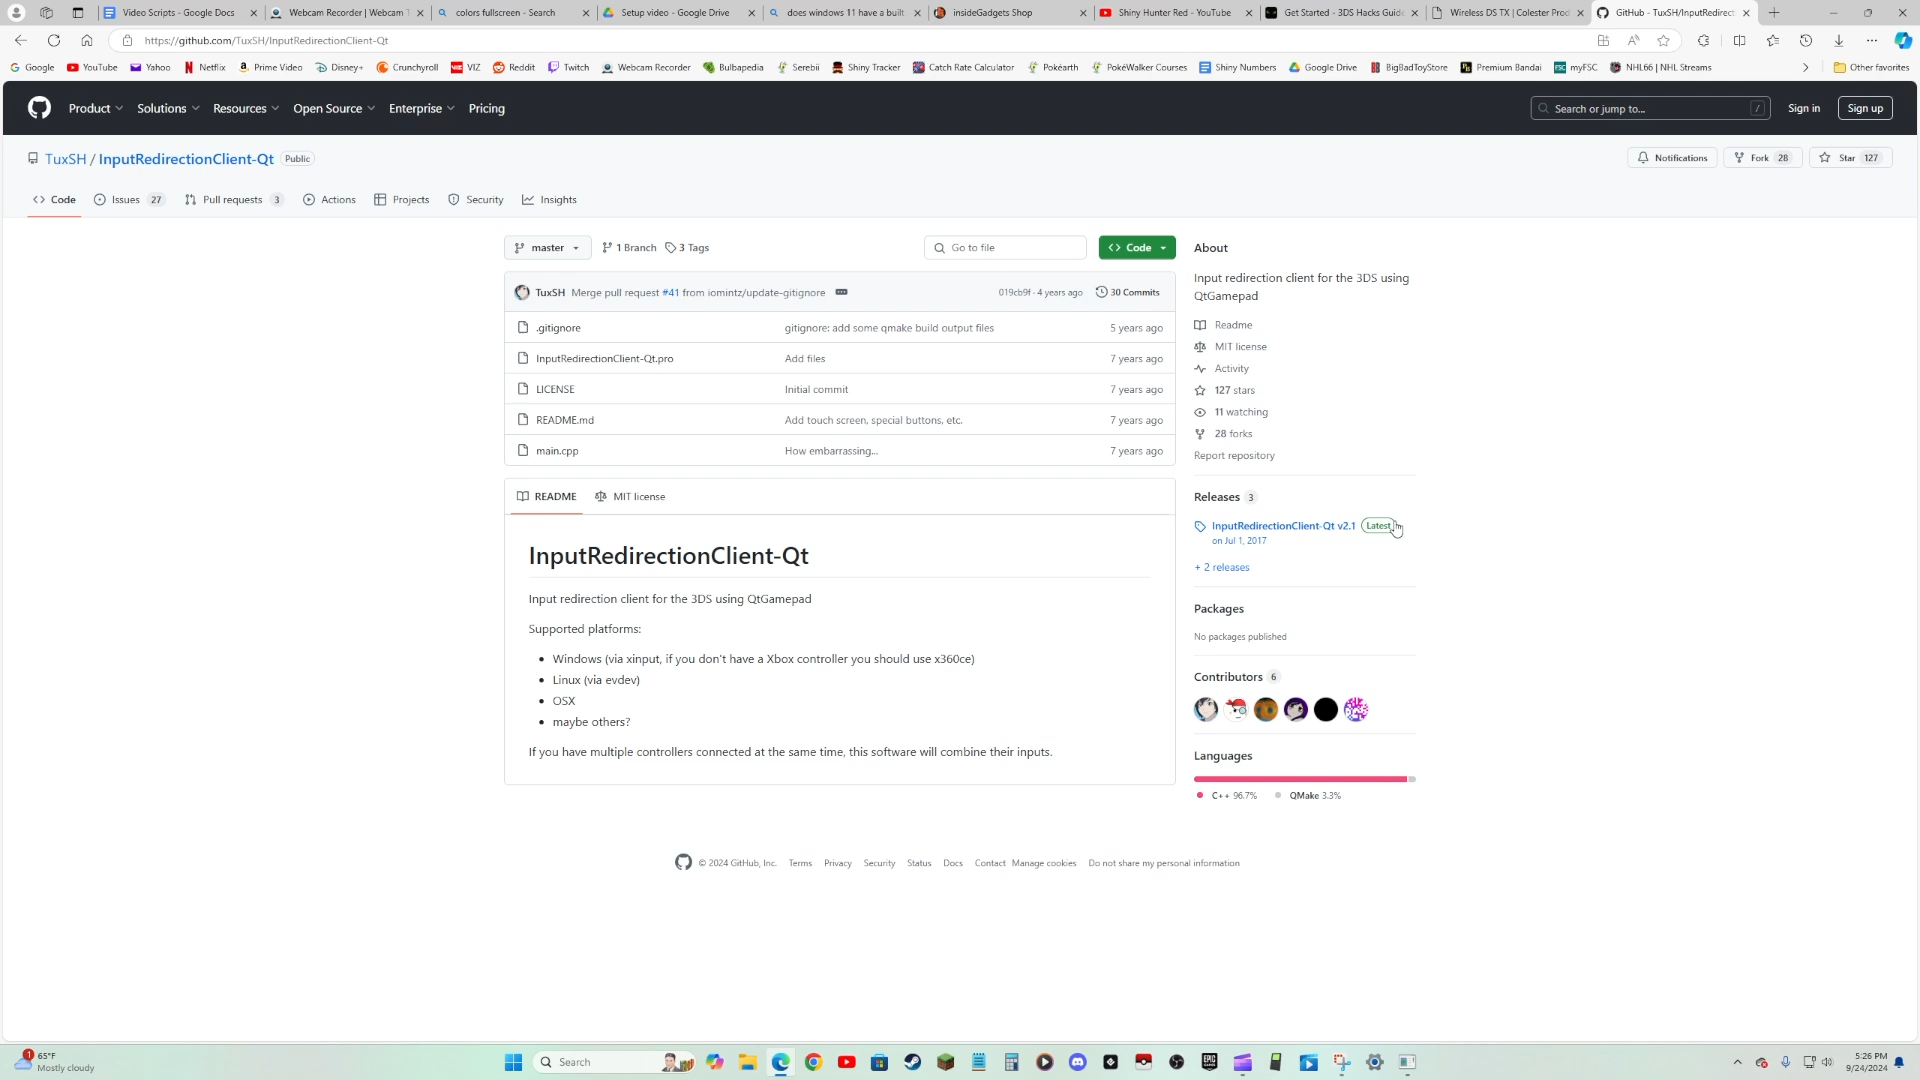 Video Scripts - Google Docs
Webcam Recorder | Webcam T
colors fullscreen - Search
Setup video - Google Drive
does windows 11 have a built
insideGadgets Shop
Shiny Hunter Red - YouTube
Get Started - 3DS Hacks Guide
Wireless DS TX | Colester Prod
GitHub - TuxSH/InputRedirect
https://github.com/TuxSH/InputRedirectionClient-Qt
Google YouTube Yahoo Netflix Prime Video Disney+ Crunchyroll VIZ Reddit Twitch Webcam Recorder Bulbapedia Serebii Shiny Tracker Catch Rate Calculator Pokéarth PokéWalker Courses Shiny Numbers Google Drive BigBadToyStore Premium Bandai myFSC NHL66 | NHL Streams Other favorites
Product Solutions Resources Open Source Enterprise Pricing Search or jump to... / Sign in Sign up
TuxSH / InputRedirectionClient-Qt Public
Notifications Fork 28 Star 127
Code Issues 27 Pull requests 3 Actions Projects Security Insights
master 1 Branch 3 Tags Go to file Code
TuxSH Merge pull request #41 from iomintz/update-gitignore 019cb9f · 4 years ago 30 Commits
.gitignore gitignore: add some qmake build output files 5 years ago
InputRedirectionClient-Qt.pro Add files 7 years ago
LICENSE Initial commit 7 years ago
README.md Add touch screen, special buttons, etc. 7 years ago
main.cpp How embarrassing... 7 years ago
README MIT license
InputRedirectionClient-Qt
Input redirection client for the 3DS using QtGamepad
Supported platforms:
• Windows (via xinput, if you don't have a Xbox controller you should use x360ce)
• Linux (via evdev)
• OSX
• maybe others?
If you have multiple controllers connected at the same time, this software will combine their inputs.
About
Input redirection client for the 3DS using
QtGamepad
Readme
MIT license
Activity
127 stars
11 watching
28 forks
Report repository
Releases 3
InputRedirectionClient-Qt v2.1 Latest
on Jul 1, 2017
+ 2 releases
Packages
No packages published
Contributors 6
Languages
C++ 96.7% QMake 3.3%
© 2024 GitHub, Inc. Terms Privacy Security Status Docs Contact Manage cookies Do not share my personal information
1
65°F
Mostly cloudy
Search
5:26 PM
9/24/2024